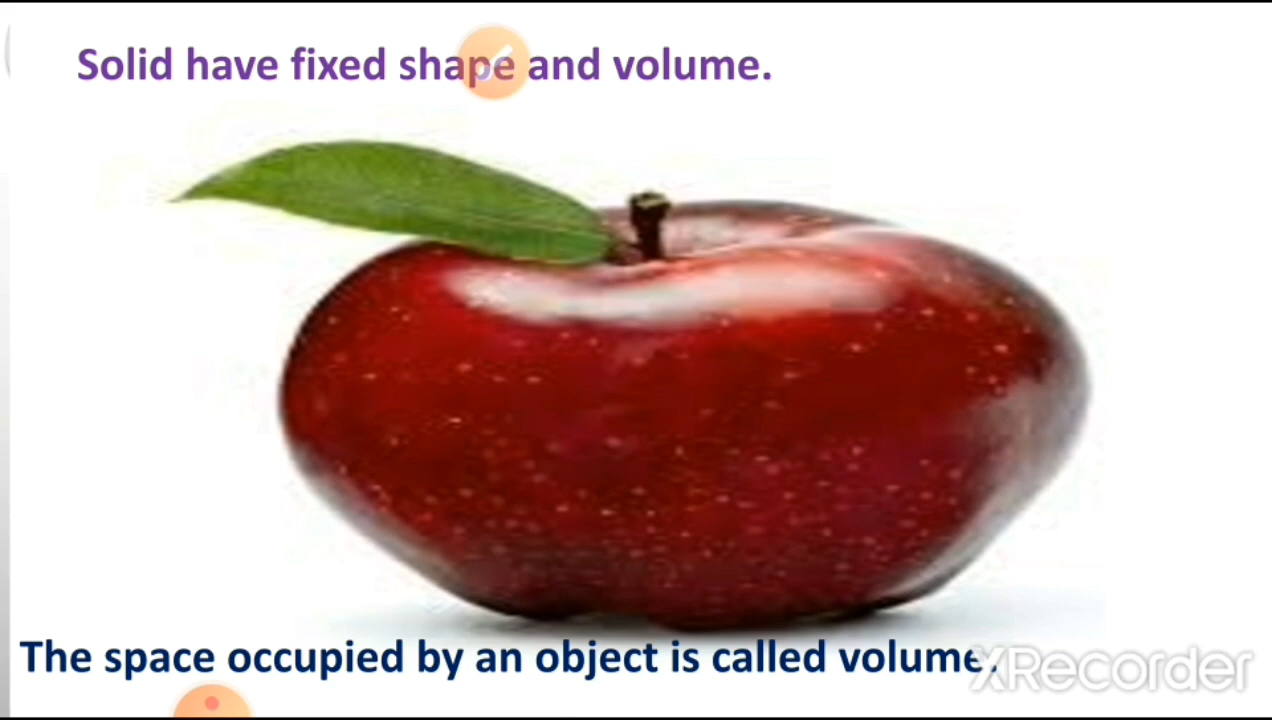 Solid have fixed shape and volume.
The space occupied by an object is called volume.
XRecorder